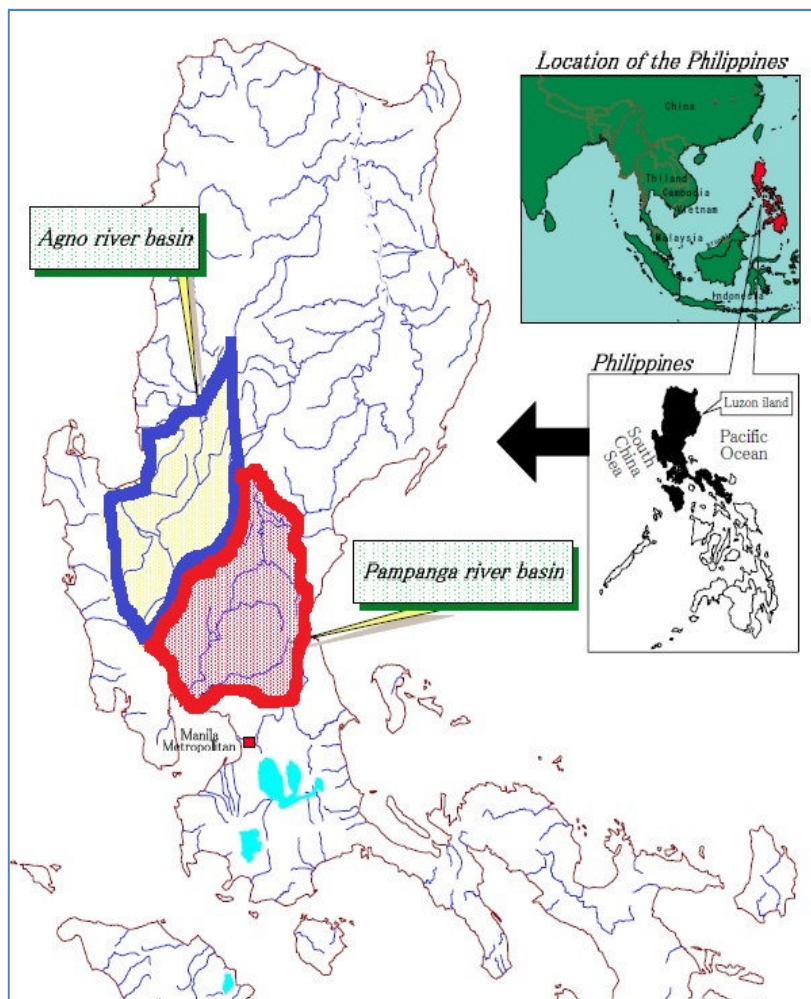 Location of the Philippines
China
Thiland
Cambodia
Vietnam
Malaysia
Indonesia
Agno river basin
Philippines
Luzon iland
South
China
Sea
Pacific
Ocean
Pampanga river basin
Manila
Metropolitan